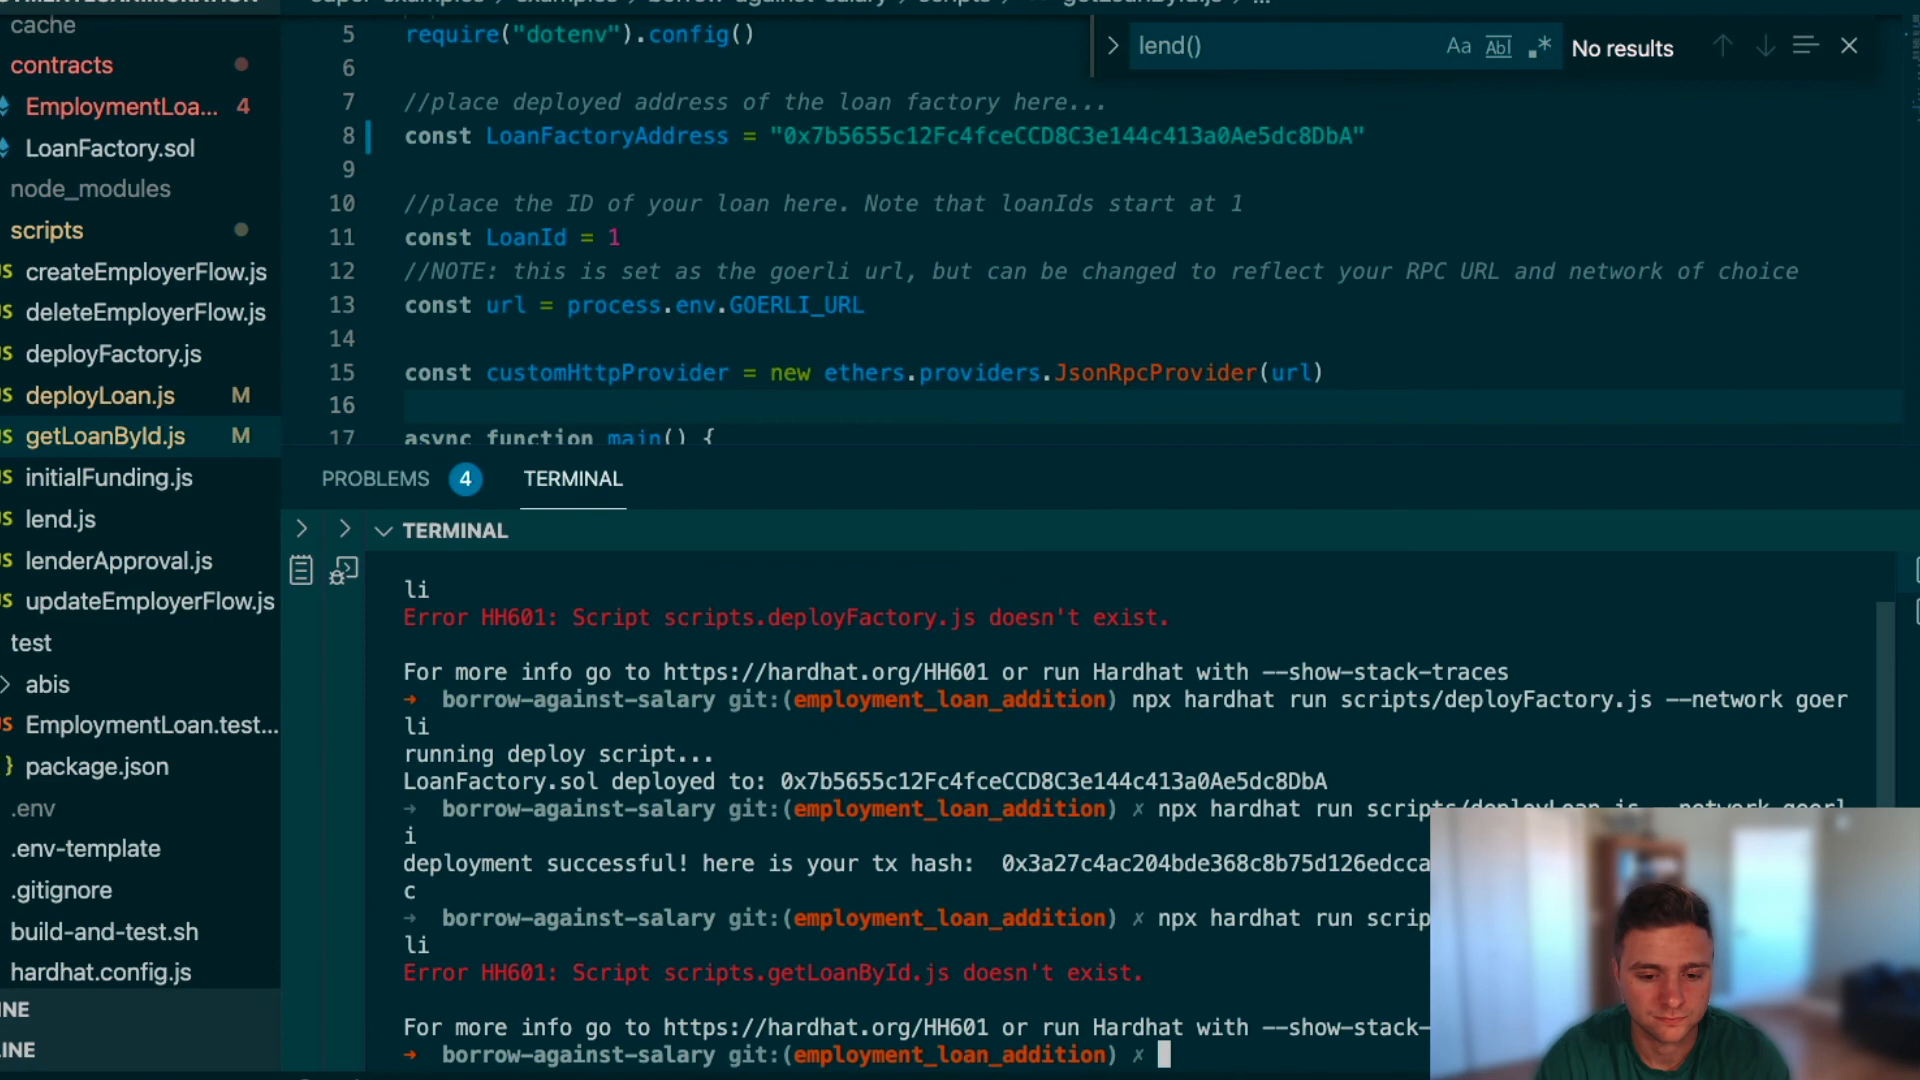 cache
contracts
EmploymentLoa... 4
LoanFactory.sol
node_modules
scripts
createEmployerFlow.js
deleteEmployerFlow.js
deployFactory.js
deployLoan.js M
getLoanById.js M
initialFunding.js
lend.js
lenderApproval.js
updateEmployerFlow.js
test
abis
EmploymentLoan.test...
package.json
.env
.env-template
.gitignore
build-and-test.sh
hardhat.config.js
INE
INE
5 require("dotenv").config()
6
7 //place deployed address of the loan factory here...
8 const LoanFactoryAddress = "0x7b5655c12Fc4fceCCD8C3e144c413a0Ae5dc8DbA"
9
10 //place the ID of your loan here. Note that loanIds start at 1
11 const LoanId = 1
12 //NOTE: this is set as the goerli url, but can be changed to reflect your RPC URL and network of choice
13 const url = process.env.GOERLI_URL
14
15 const customHttpProvider = new ethers.providers.JsonRpcProvider(url)
16
17 async function main() {
lend() Aa Abl .* No results
PROBLEMS 4 TERMINAL
TERMINAL
li
Error HH601: Script scripts.deployFactory.js doesn't exist.
For more info go to https://hardhat.org/HH601 or run Hardhat with --show-stack-traces
→ borrow-against-salary git:(employment_loan_addition) npx hardhat run scripts/deployFactory.js --network goer
li
running deploy script...
LoanFactory.sol deployed to: 0x7b5655c12Fc4fceCCD8C3e144c413a0Ae5dc8DbA
→ borrow-against-salary git:(employment_loan_addition) ✗ npx hardhat run scripts/deployLoan.js --network goerl
i
deployment successful! here is your tx hash: 0x3a27c4ac204bde368c8b75d126edcca
c
→ borrow-against-salary git:(employment_loan_addition) ✗ npx hardhat run scrip
li
Error HH601: Script scripts.getLoanById.js doesn't exist.
For more info go to https://hardhat.org/HH601 or run Hardhat with --show-stack-
→ borrow-against-salary git:(employment_loan_addition) ✗